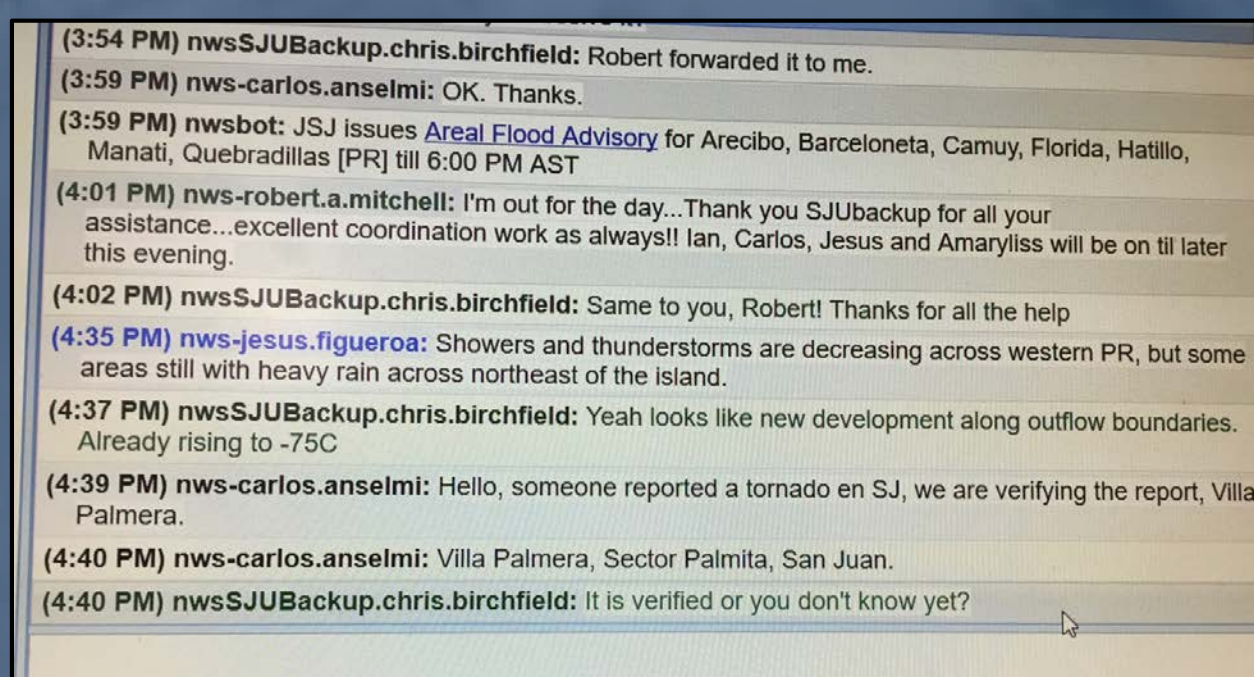 (3:54 PM) nwsSJUBackup.chris.birchfield: Robert forwarded it to me.
(3:59 PM) nws-carlos.anselmi: OK. Thanks.
(3:59 PM) nwsbot: JSJ issues Areal Flood Advisory for Arecibo, Barceloneta, Camuy, Florida, Hatillo,
Manati, Quebradillas [PR] till 6:00 PM AST
(4:01 PM) nws-robert.a.mitchell: I'm out for the day...Thank you SJUbackup for all your
assistance...excellent coordination work as always!! Ian, Carlos, Jesus and Amaryliss will be on til later
this evening.
(4:02 PM) nwsSJUBackup.chris.birchfield: Same to you, Robert! Thanks for all the help
(4:35 PM) nws-jesus.figueroa: Showers and thunderstorms are decreasing across western PR, but some
areas still with heavy rain across northeast of the island.
(4:37 PM) nwsSJUBackup.chris.birchfield: Yeah looks like new development along outflow boundaries.
Already rising to -75C
(4:39 PM) nws-carlos.anselmi: Hello, someone reported a tornado en SJ, we are verifying the report, Villa
Palmera.
(4:40 PM) nws-carlos.anselmi: Villa Palmera, Sector Palmita, San Juan.
(4:40 PM) nwsSJUBackup.chris.birchfield: It is verified or you don't know yet?